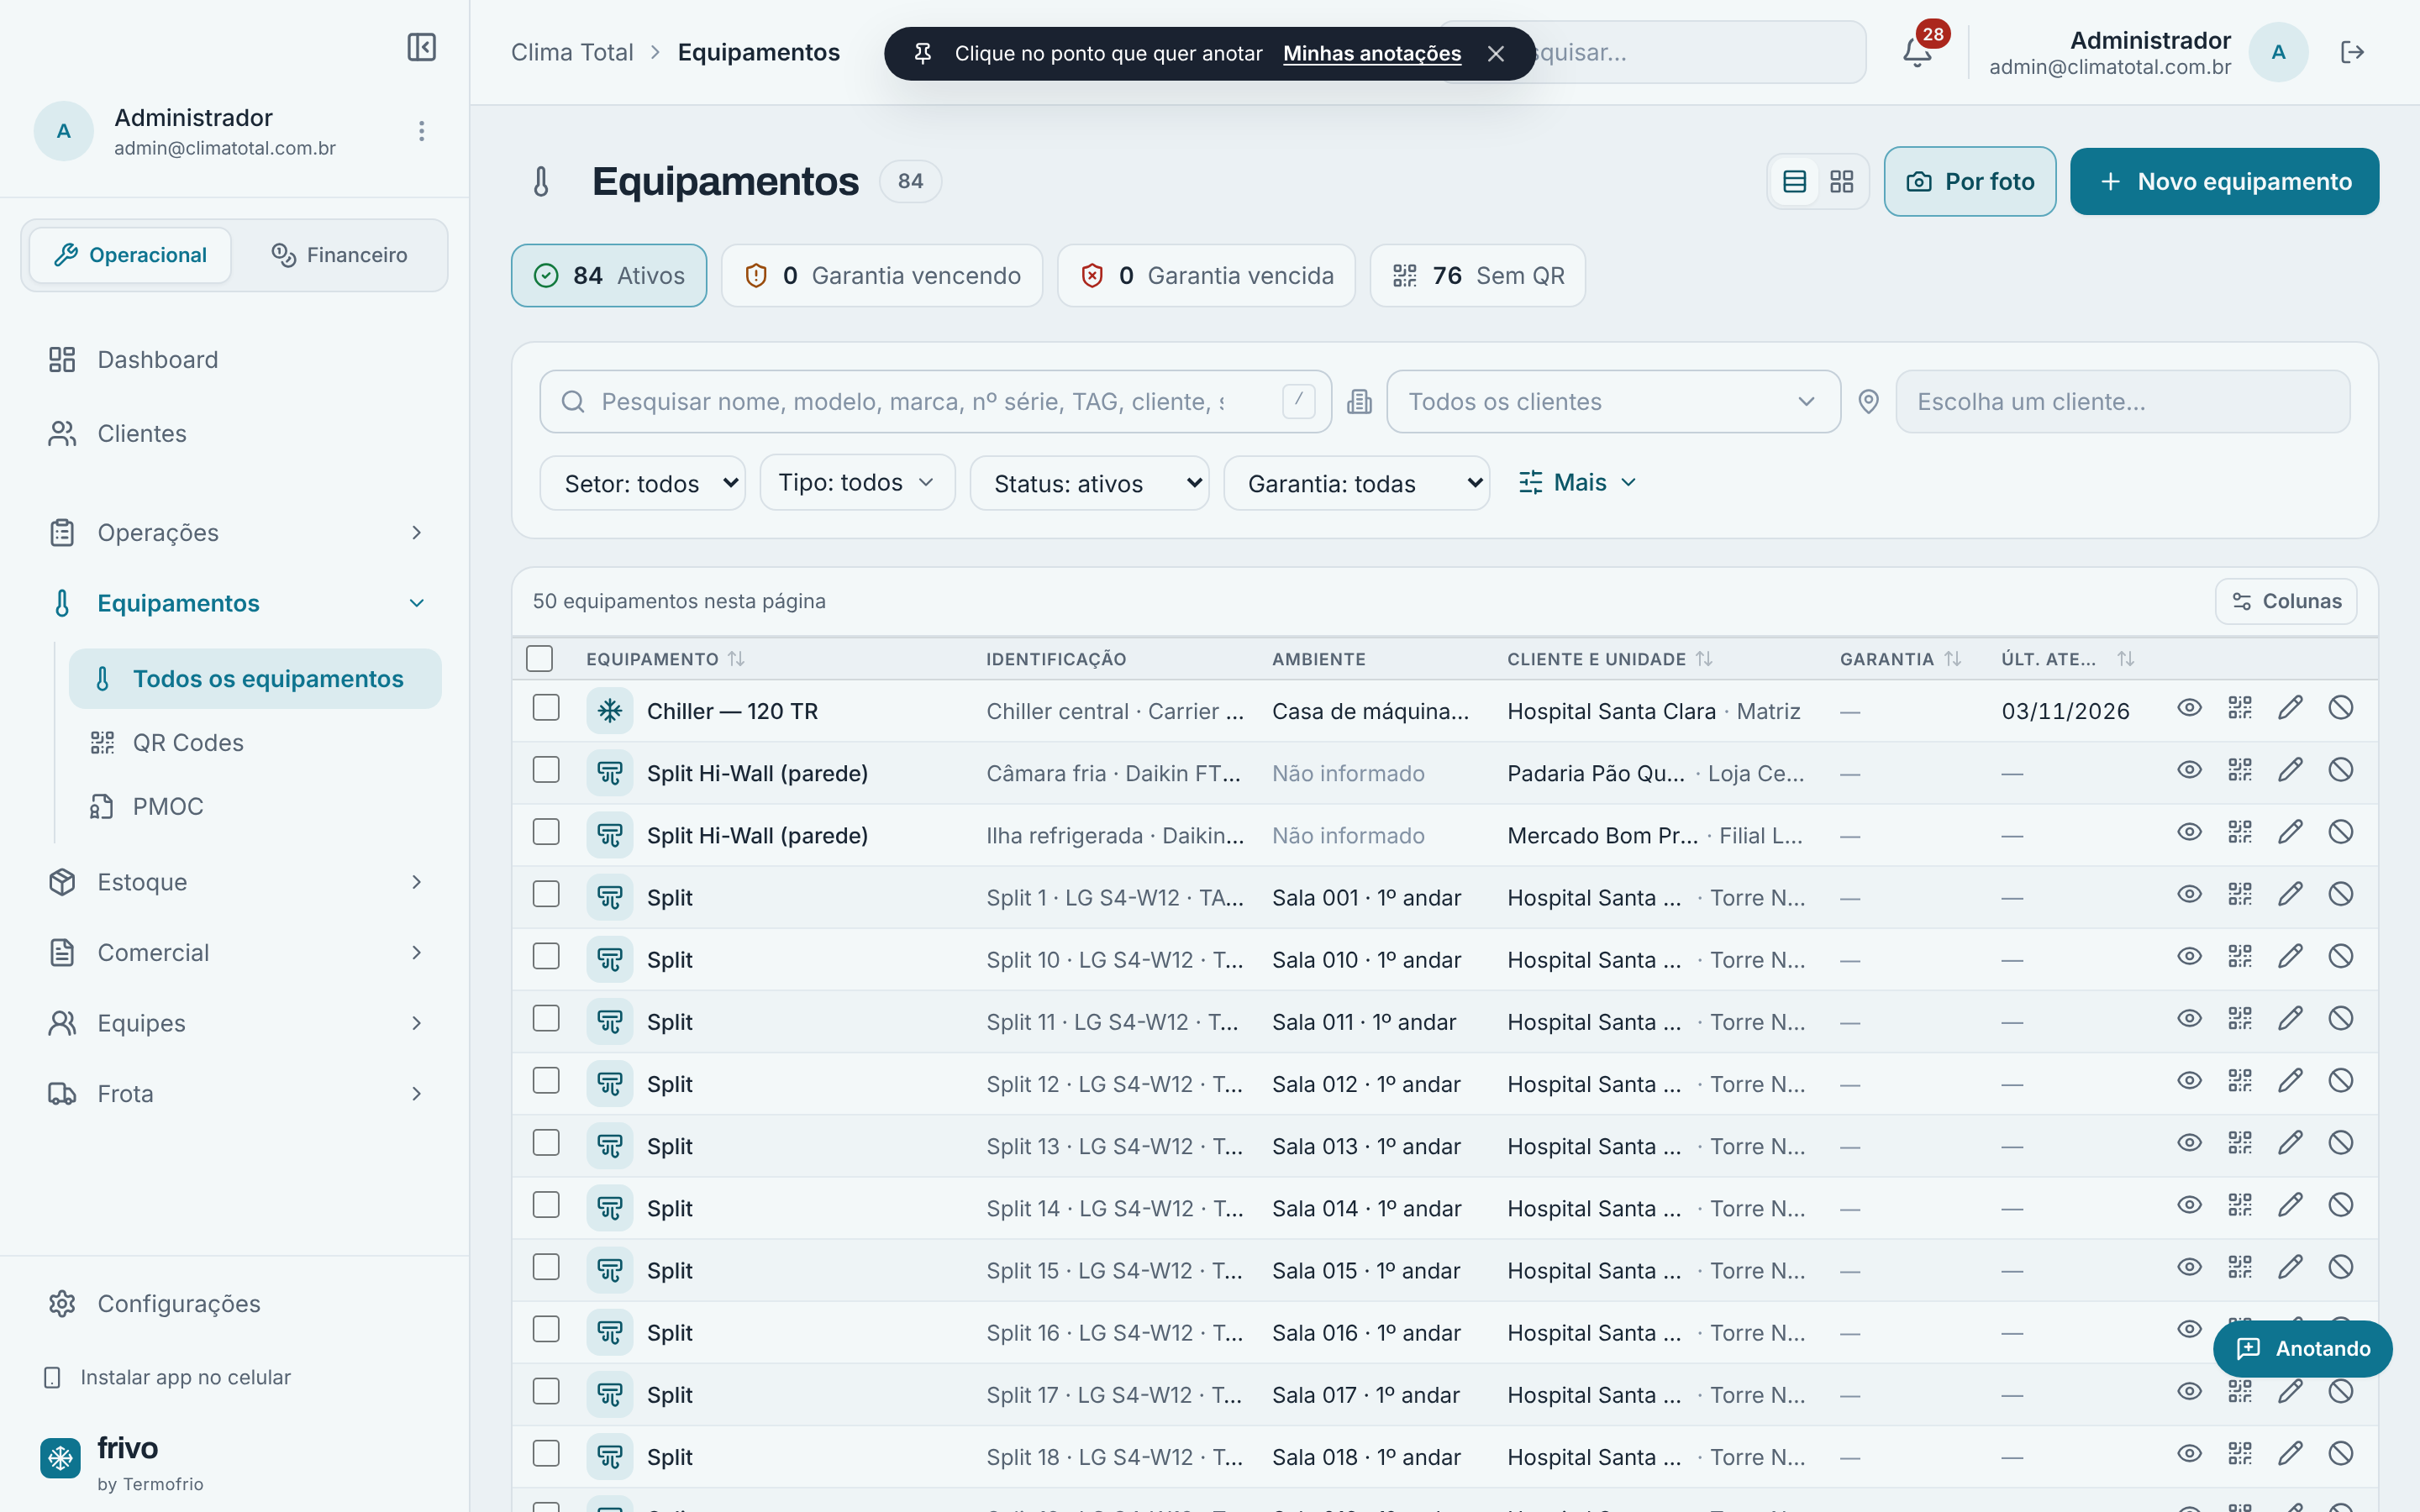 Clima Total > Equipamentos
Clique no ponto que quer anotar Minhas anotações
squisar...
28
Administrador
admin@climatotal.com.br
A
A
Administrador
admin@climatotal.com.br
Operacional
Financeiro
Dashboard
Clientes
Operações
Equipamentos
Todos os equipamentos
QR Codes
PMOC
Estoque
Comercial
Equipes
Frota
Configurações
Instalar app no celular
frivo
by Termofrio
Equipamentos 84
Por foto
+ Novo equipamento
84 Ativos
0 Garantia vencendo
0 Garantia vencida
76 Sem QR
Pesquisar nome, modelo, marca, nº série, TAG, cliente, s
/
Todos os clientes
Escolha um cliente...
Setor: todos
Tipo: todos
Status: ativos
Garantia: todas
Mais
50 equipamentos nesta página
Colunas
EQUIPAMENTO IDENTIFICAÇÃO AMBIENTE CLIENTE E UNIDADE GARANTIA ÚLT. ATE...
Chiller — 120 TR Chiller central · Carrier ... Casa de máquina... Hospital Santa Clara · Matriz — 03/11/2026
Split Hi-Wall (parede) Câmara fria · Daikin FT... Não informado Padaria Pão Qu... · Loja Ce... — —
Split Hi-Wall (parede) Ilha refrigerada · Daikin... Não informado Mercado Bom Pr... · Filial L... — —
Split Split 1 · LG S4-W12 · TA... Sala 001 · 1º andar Hospital Santa ... · Torre N... — —
Split Split 10 · LG S4-W12 · T... Sala 010 · 1º andar Hospital Santa ... · Torre N... — —
Split Split 11 · LG S4-W12 · T... Sala 011 · 1º andar Hospital Santa ... · Torre N... — —
Split Split 12 · LG S4-W12 · T... Sala 012 · 1º andar Hospital Santa ... · Torre N... — —
Split Split 13 · LG S4-W12 · T... Sala 013 · 1º andar Hospital Santa ... · Torre N... — —
Split Split 14 · LG S4-W12 · T... Sala 014 · 1º andar Hospital Santa ... · Torre N... — —
Split Split 15 · LG S4-W12 · T... Sala 015 · 1º andar Hospital Santa ... · Torre N... — —
Split Split 16 · LG S4-W12 · T... Sala 016 · 1º andar Hospital Santa ... · Torre N... — —
Anotando
Split Split 17 · LG S4-W12 · T... Sala 017 · 1º andar Hospital Santa ... · Torre N... — —
Split Split 18 · LG S4-W12 · T... Sala 018 · 1º andar Hospital Santa ... · Torre N... — —